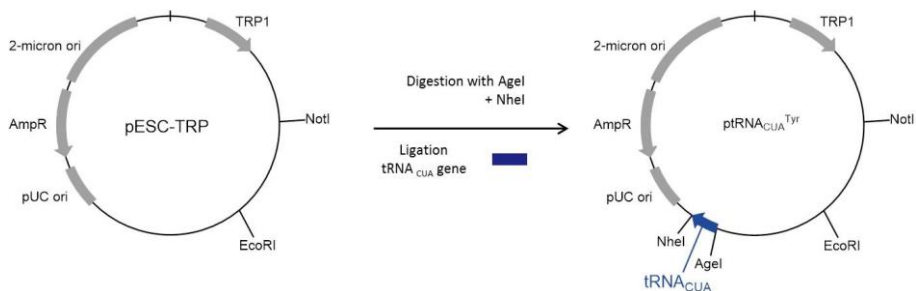 TRP1
2-micron ori
AmpR
pESC-TRP
NotI
pUC ori
EcoRI
Digestion with AgeI
+ NheI
Ligation
tRNA CUA gene
TRP1
2-micron ori
AmpR
ptRNACUATyr
NotI
pUC ori
NheI
EcoRI
AgeI
tRNACUA